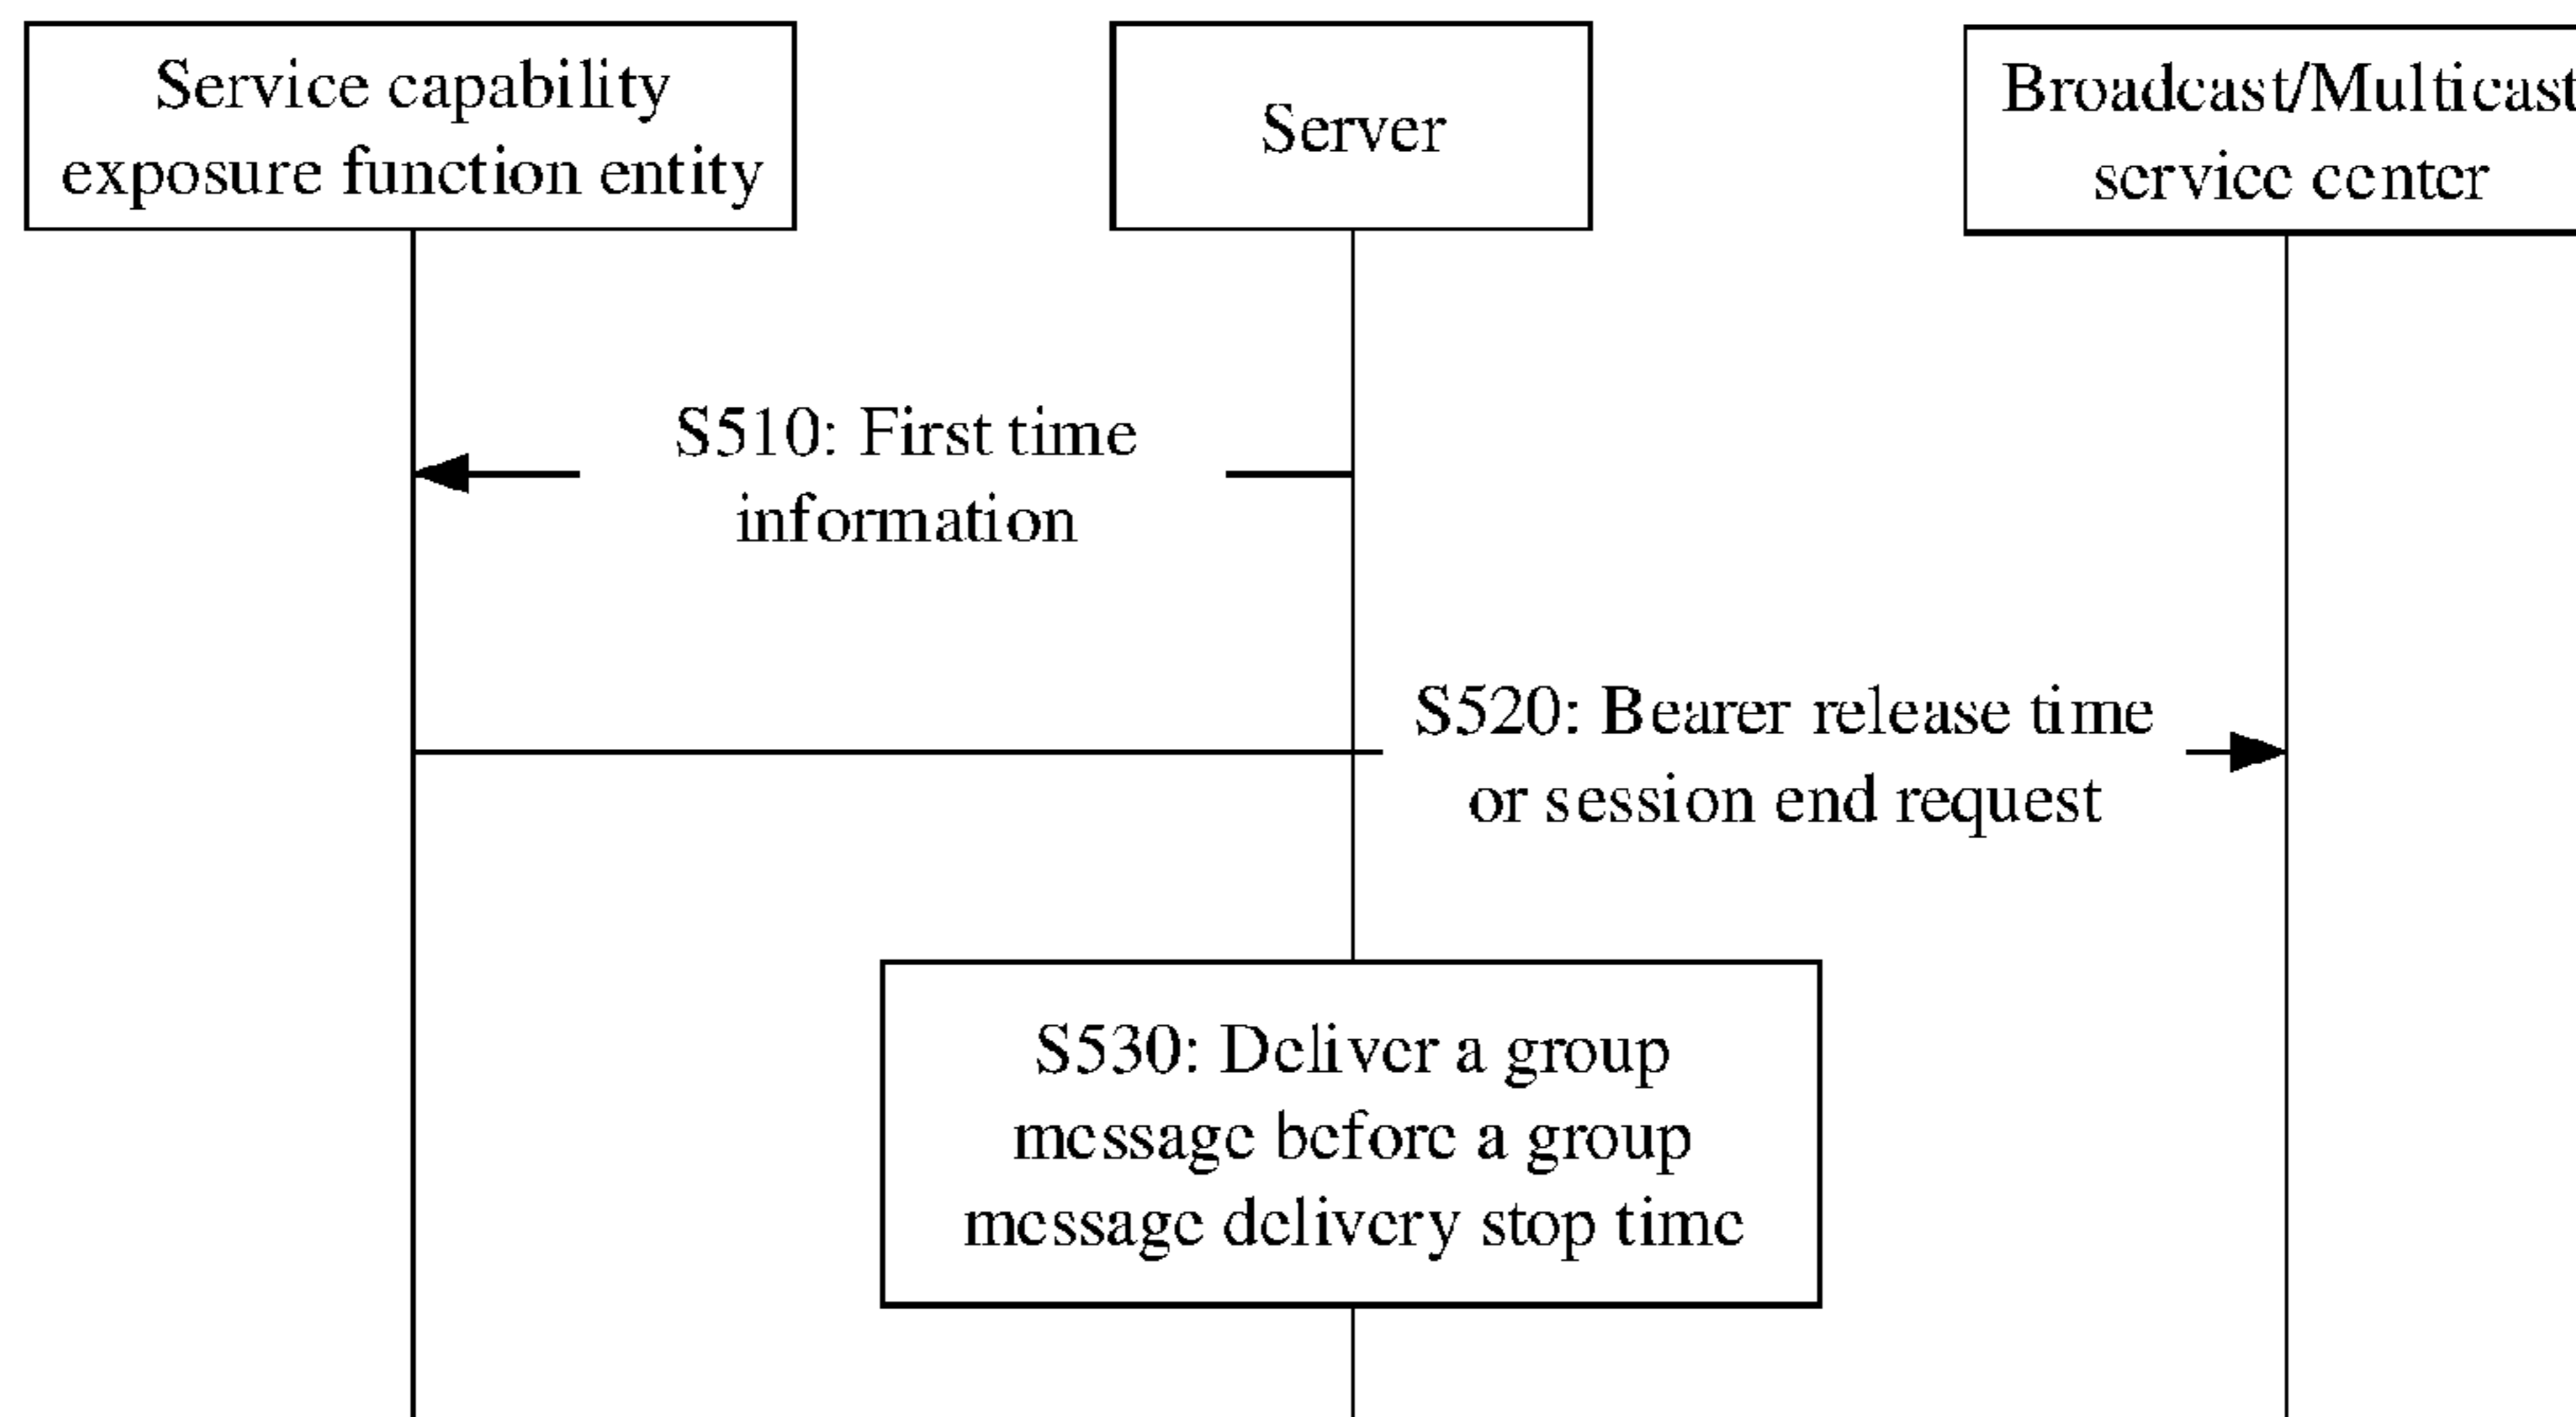 Service capability
exposure function entity
Server
Broadcast/Multicast
service center
S510: First time
information
S520: Bearer release time
or session end request
S530: Deliver a group
message before a group
message delivery stop time